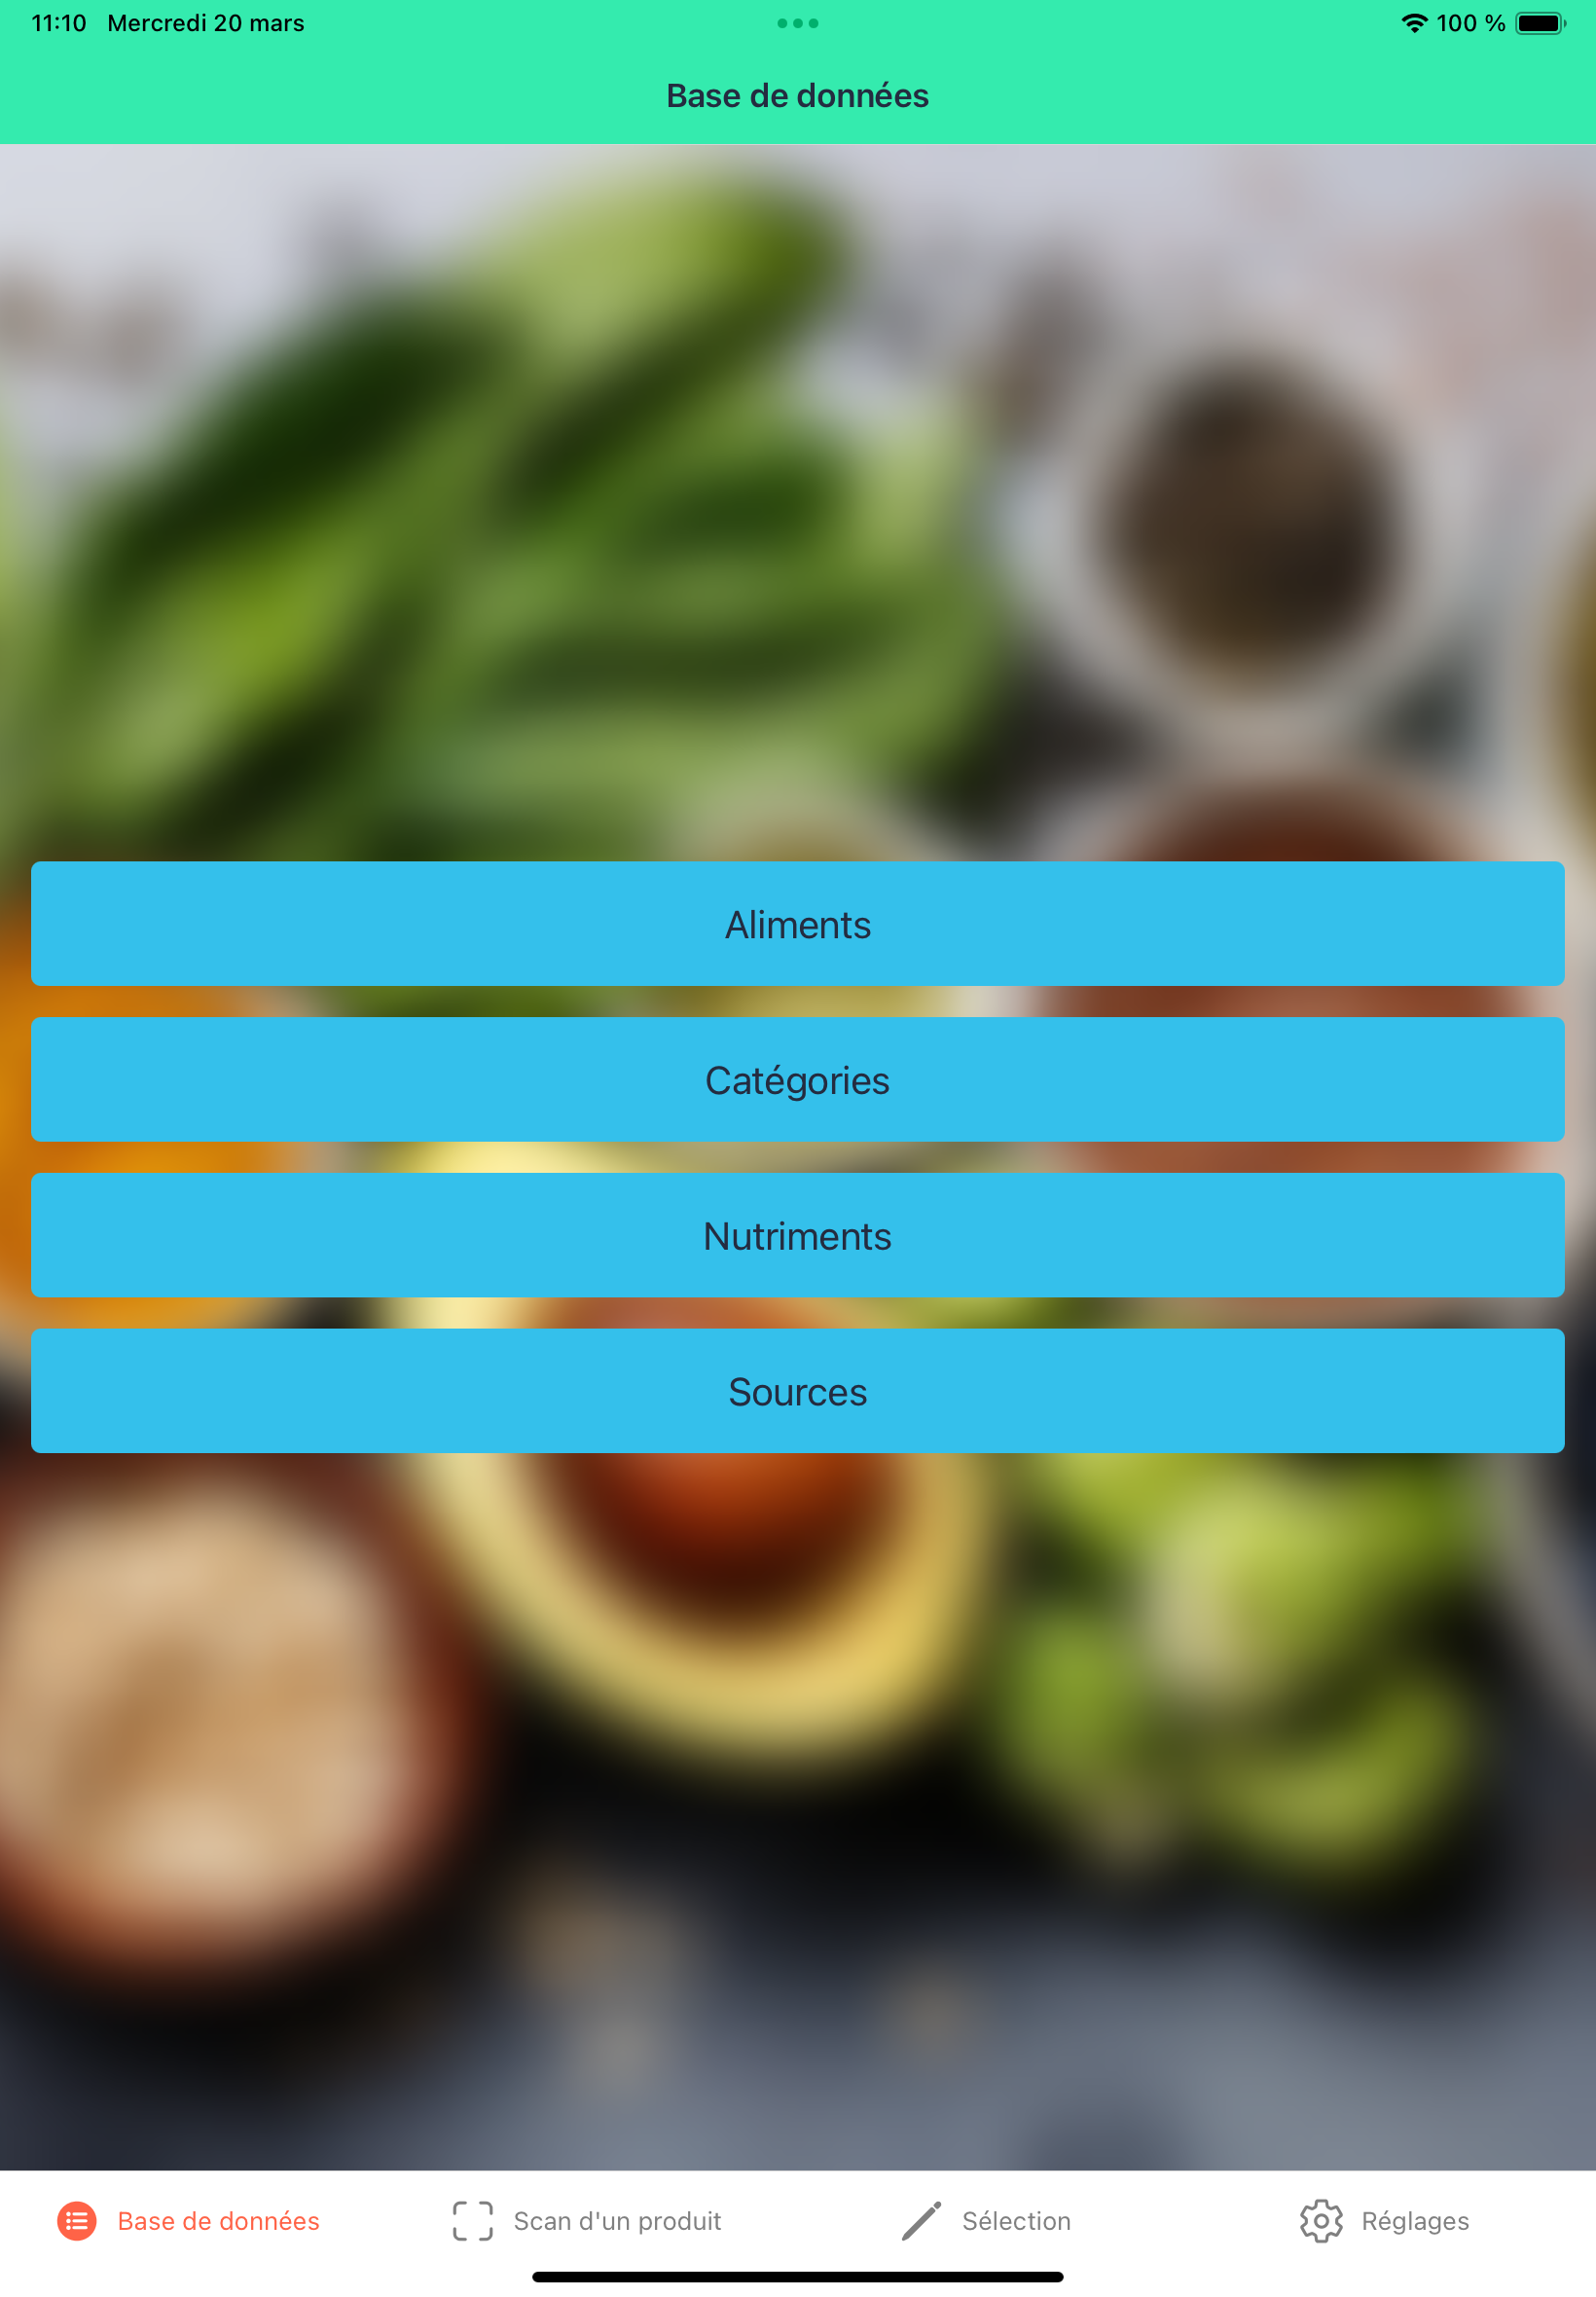 11:10 Mercredi 20 mars
100 %
Base de données
Aliments
Catégories
Nutriments
Sources
Base de données
Scan d'un produit
Sélection
Réglages